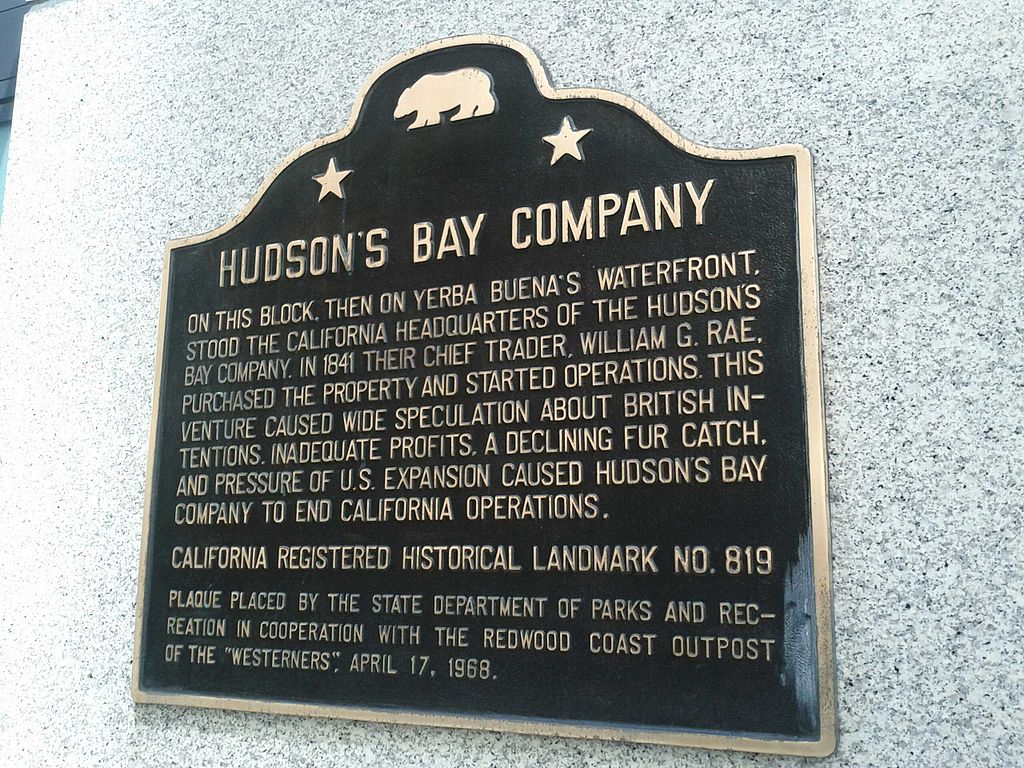 HUDSON'S BAY COMPANY
ON THIS BLOCK, THEN ON YERBA BUENA'S WATERFRONT,
STOOD THE CALIFORNIA HEADQUARTERS OF THE HUDSON'S
BAY COMPANY. IN 1841 THEIR CHIEF TRADER, WILLIAM G. RAE,
PURCHASED THE PROPERTY AND STARTED OPERATIONS. THIS
VENTURE CAUSED WIDE SPECULATION ABOUT BRITISH IN-
TENTIONS. INADEQUATE PROFITS, A DECLINING FUR CATCH,
AND PRESSURE OF U.S. EXPANSION CAUSED HUDSON'S BAY
COMPANY TO END CALIFORNIA OPERATIONS.
CALIFORNIA REGISTERED HISTORICAL LANDMARK NO. 819
PLAQUE PLACED BY THE STATE DEPARTMENT OF PARKS AND REC-
REATION IN COOPERATION WITH THE REDWOOD COAST OUTPOST
OF THE "WESTERNERS", APRIL 17, 1968.